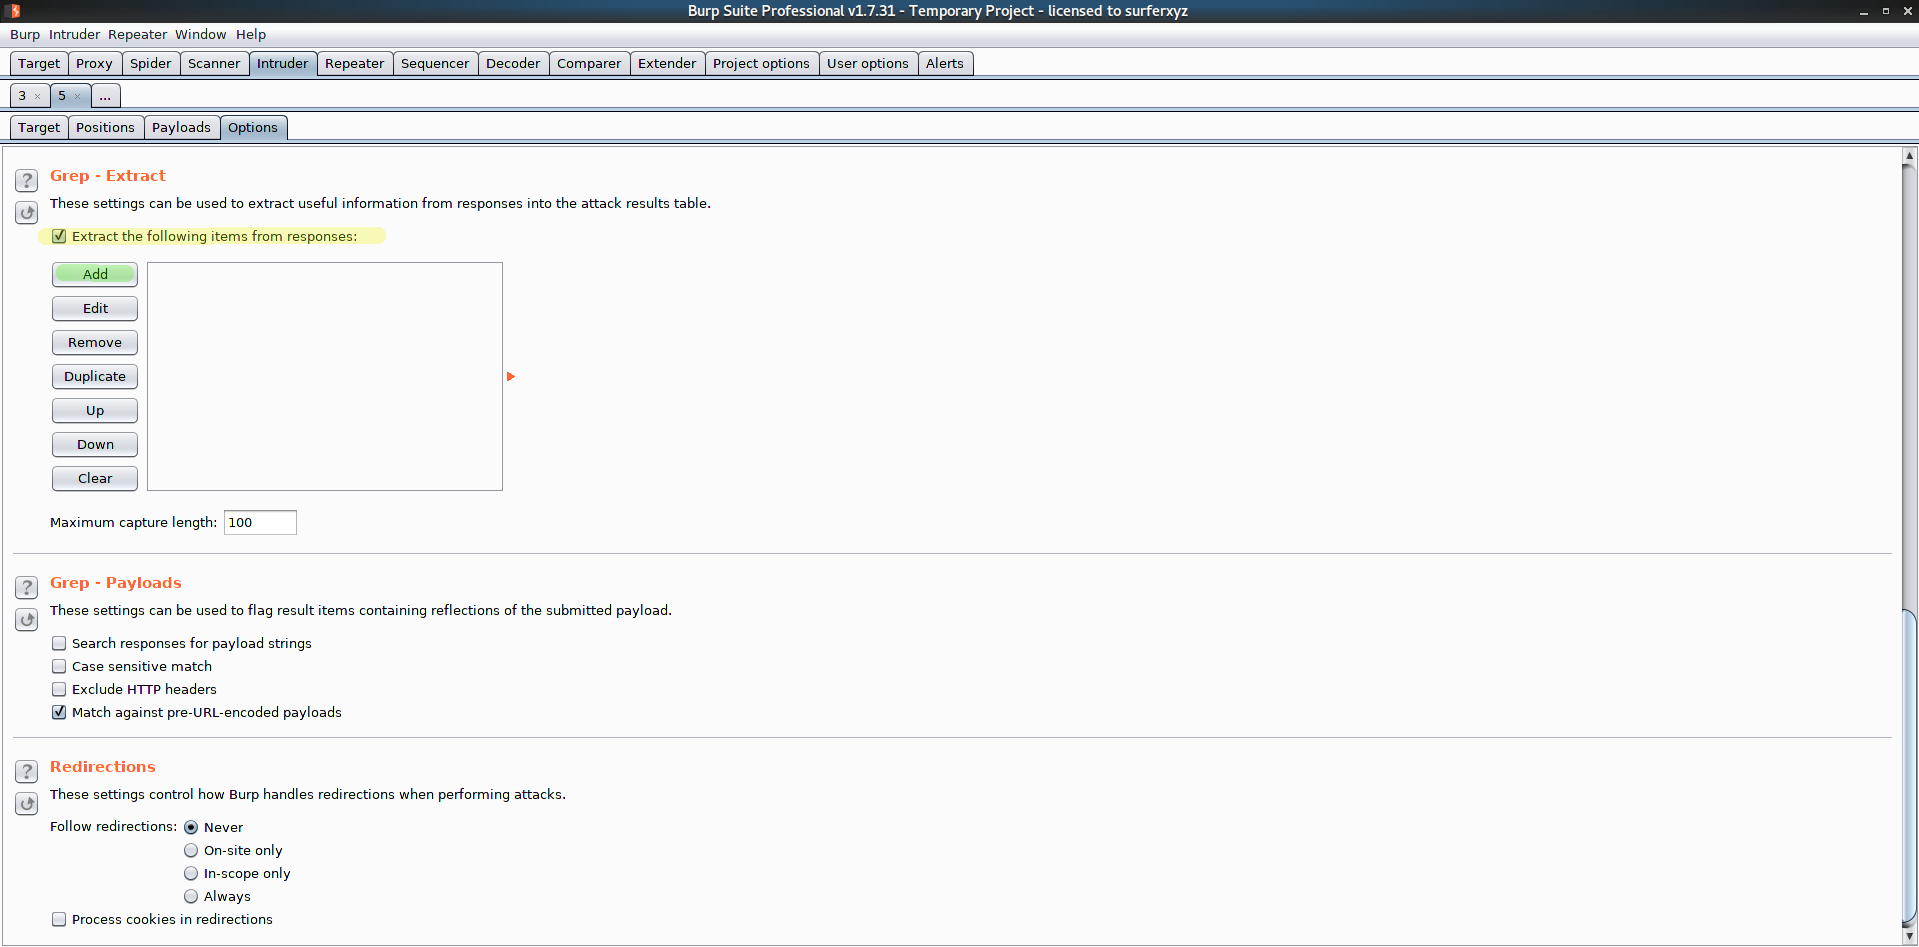 Burp Suite Professional v1.7.31 - Temporary Project - licensed to surferxyz
Burp Intruder Repeater Window Help
Target Proxy Spider Scanner Intruder Repeater Sequencer Decoder Comparer Extender Project options User options Alerts
3 × 5 × ...
Target Positions Payloads Options
? Grep - Extract
These settings can be used to extract useful information from responses into the attack results table.
Extract the following items from responses:
Add
Edit
Remove
Duplicate
Up
Down
Clear
Maximum capture length: 100
? Grep - Payloads
These settings can be used to flag result items containing reflections of the submitted payload.
Search responses for payload strings
Case sensitive match
Exclude HTTP headers
Match against pre-URL-encoded payloads
? Redirections
These settings control how Burp handles redirections when performing attacks.
Follow redirections: Never
On-site only
In-scope only
Always
Process cookies in redirections